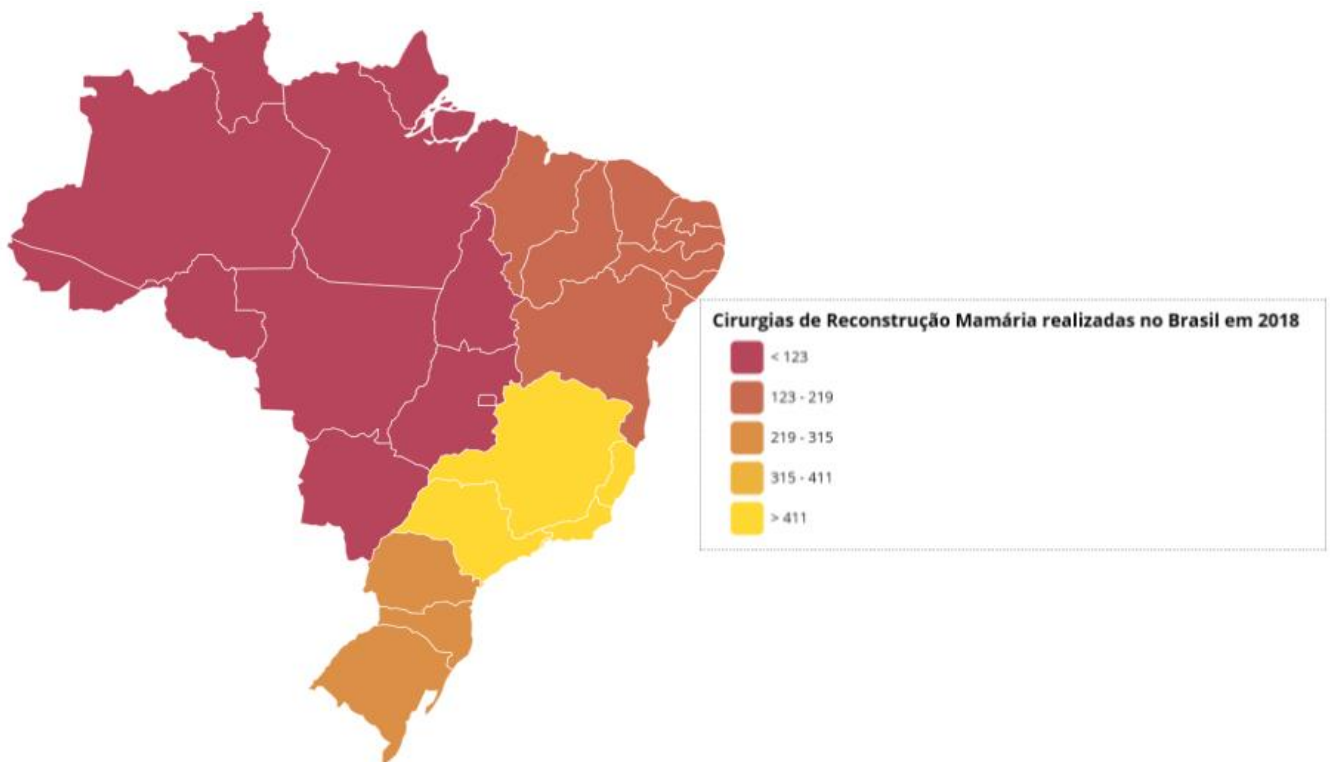 Cirurgias de Reconstrução Mamária realizadas no Brasil em 2018
< 123
123 - 219
219 - 315
315 - 411
> 411